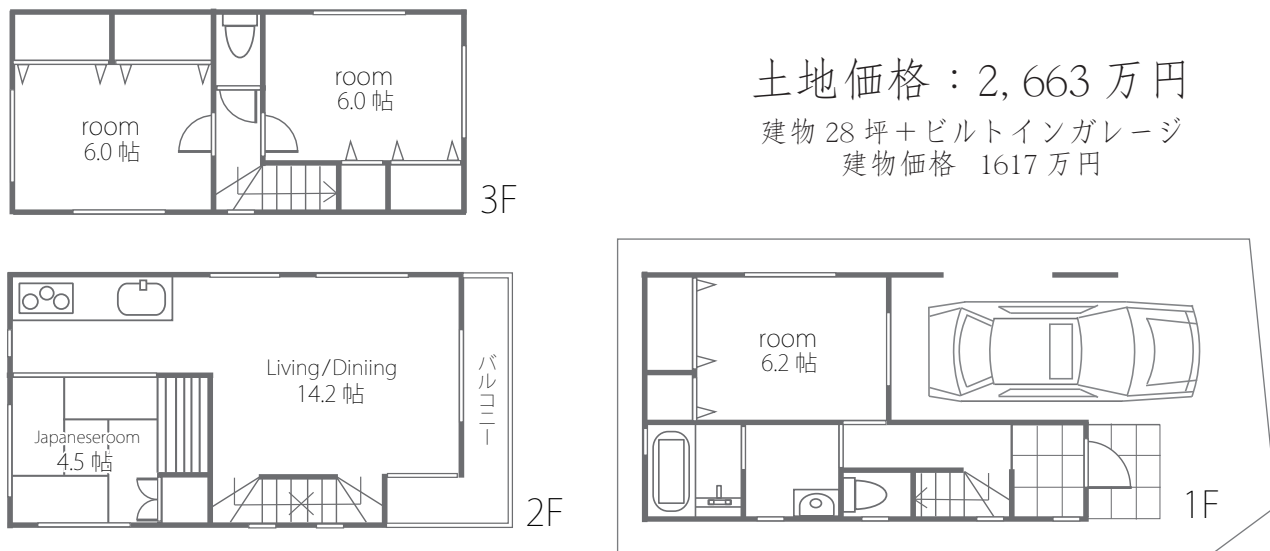 土地価格：2,663 万円
建物 28 坪＋ビルトインガレージ
建物価格 1617 万円
room
6.0 帖
room
6.0 帖
3F
Living/Diniing
14.2 帖
バルコニー
Japaneseroom
4.5 帖
2F
room
6.2 帖
1F